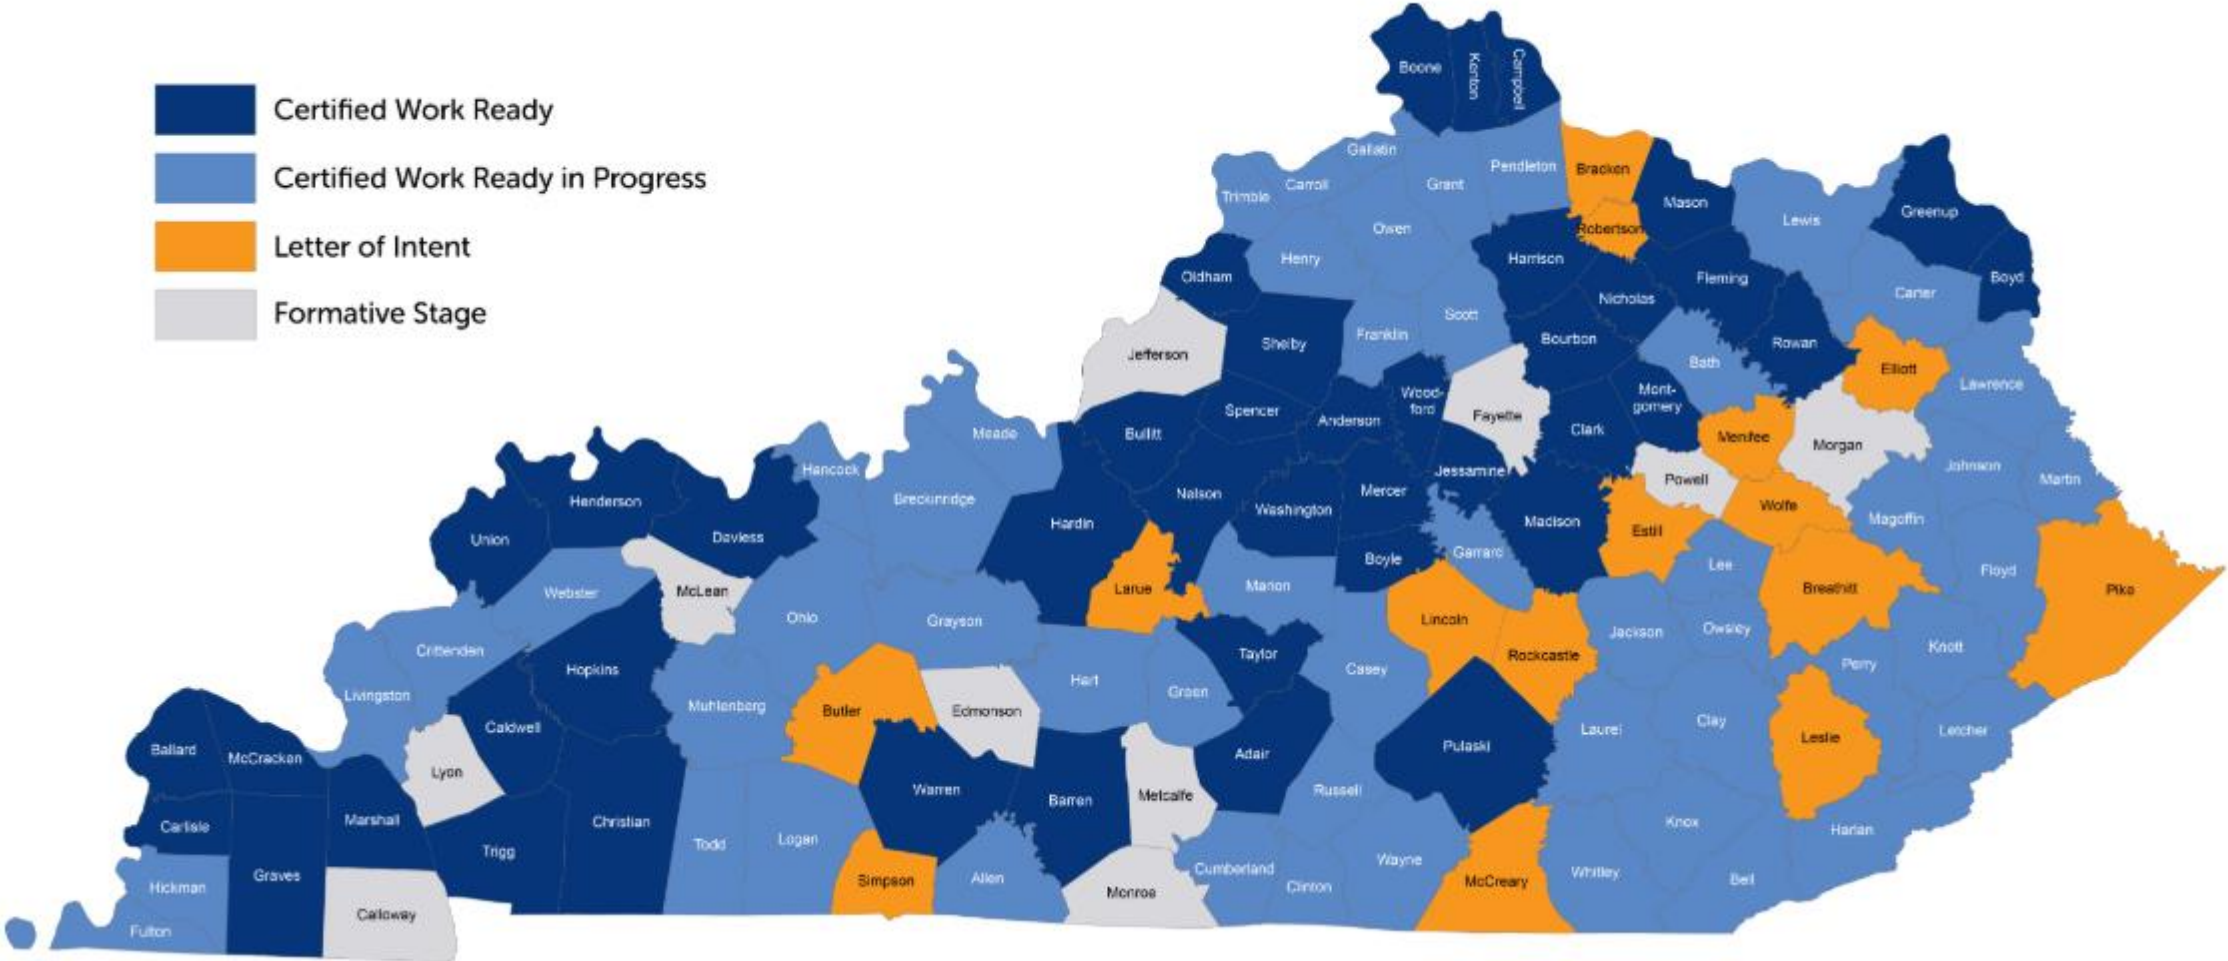 Certified Work Ready
Certified Work Ready in Progress
Letter of Intent
Formative Stage
Boone
Kenton
Campbell
Gallatin
Pendleton
Bracken
Trimble
Carroll
Grant
Mason
Lewis
Greenup
Owen
Robertson
Henry
Harrison
Oldham
Fleming
Boyd
Nicholas
Carter
Scott
Jefferson
Shelby
Franklin
Bourbon
Rowan
Bath
Elliott
Lawrence
Wood-
ford
Mont-
gomery
Spencer
Anderson
Fayette
Clark
Meade
Bullitt
Menifee
Morgan
Hancock
Jessamine
Powell
Johnson
Martin
Henderson
Breckinridge
Nelson
Mercer
Washington
Wolfe
Magoffin
Union
Daviess
Hardin
Madison
Estill
Boyle
Garrard
Lee
Floyd
Webster
McLean
Larue
Marion
Breathitt
Pike
Ohio
Grayson
Lincoln
Jackson
Owsley
Knott
Crittenden
Hopkins
Taylor
Casey
Rockcastle
Perry
Livingston
Muhlenberg
Butler
Edmonson
Hart
Green
Caldwell
Laurel
Clay
Leslie
Letcher
Ballard
McCracken
Lyon
Adair
Pulaski
Warren
Barren
Metcalfe
Russell
Carlisle
Marshall
Christian
Trigg
Todd
Logan
Knox
Harlan
Hickman
Graves
Simpson
Allen
Monroe
Cumberland
Clinton
Wayne
McCreary
Whitley
Bell
Fulton
Calloway